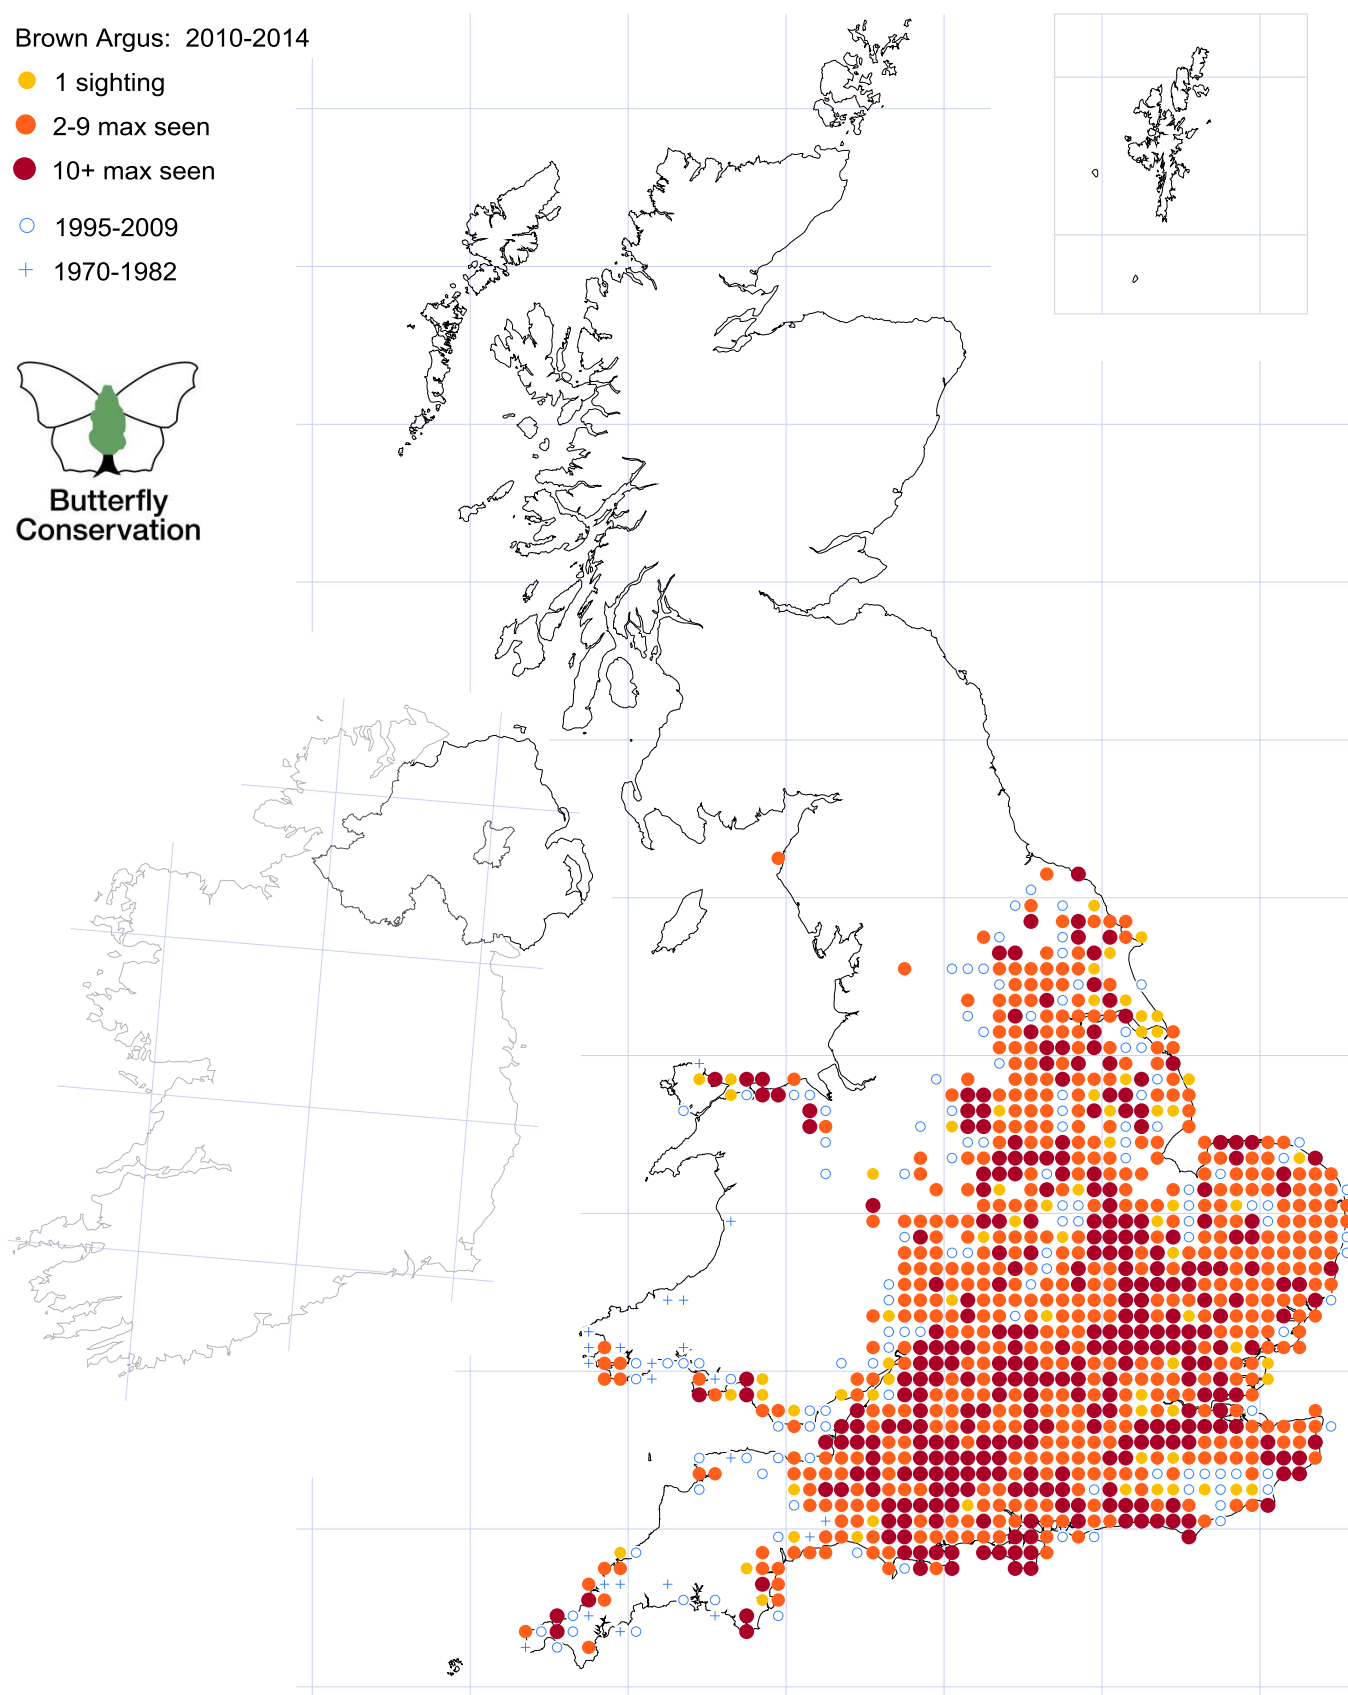 Brown Argus: 2010-2014
1 sighting
2-9 max seen
10+ max seen
1995-2009
1970-1982
Butterfly
Conservation